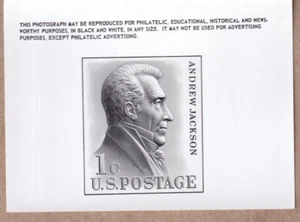 THIS PHOTOGRAPH MAY BE REPRODUCED FOR PHILATELIC, EDUCATIONAL, HISTORICAL AND NEWS-
WORTHY PURPOSES, IN BLACK AND WHITE, IN ANY SIZE. IT MAY NOT BE USED FOR ADVERTISING
PURPOSES, EXCEPT PHILATELIC ADVERTISING.
ANDREW JACKSON
1¢
U.S. POSTAGE